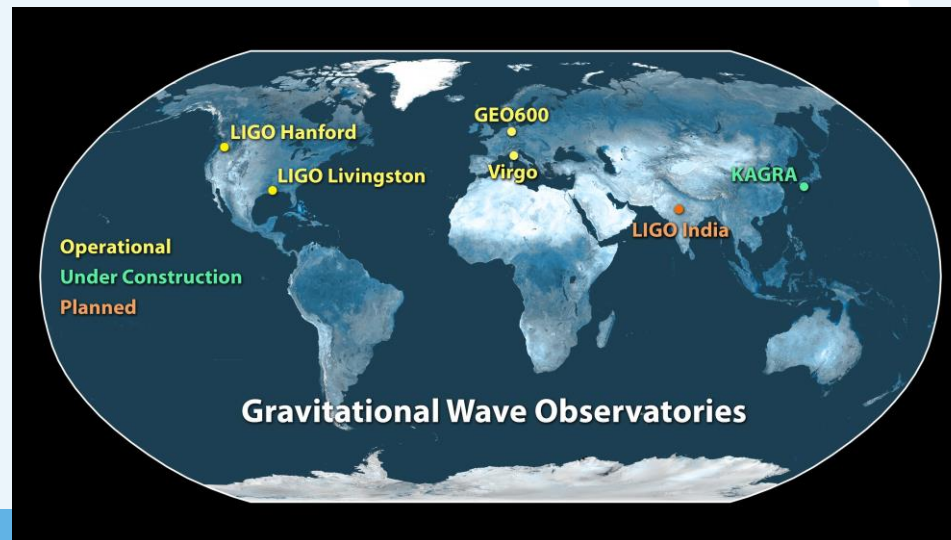 GEO600
LIGO Hanford
Virgo
LIGO Livingston
KAGRA
LIGO India
Operational
Under Construction
Planned
Gravitational Wave Observatories